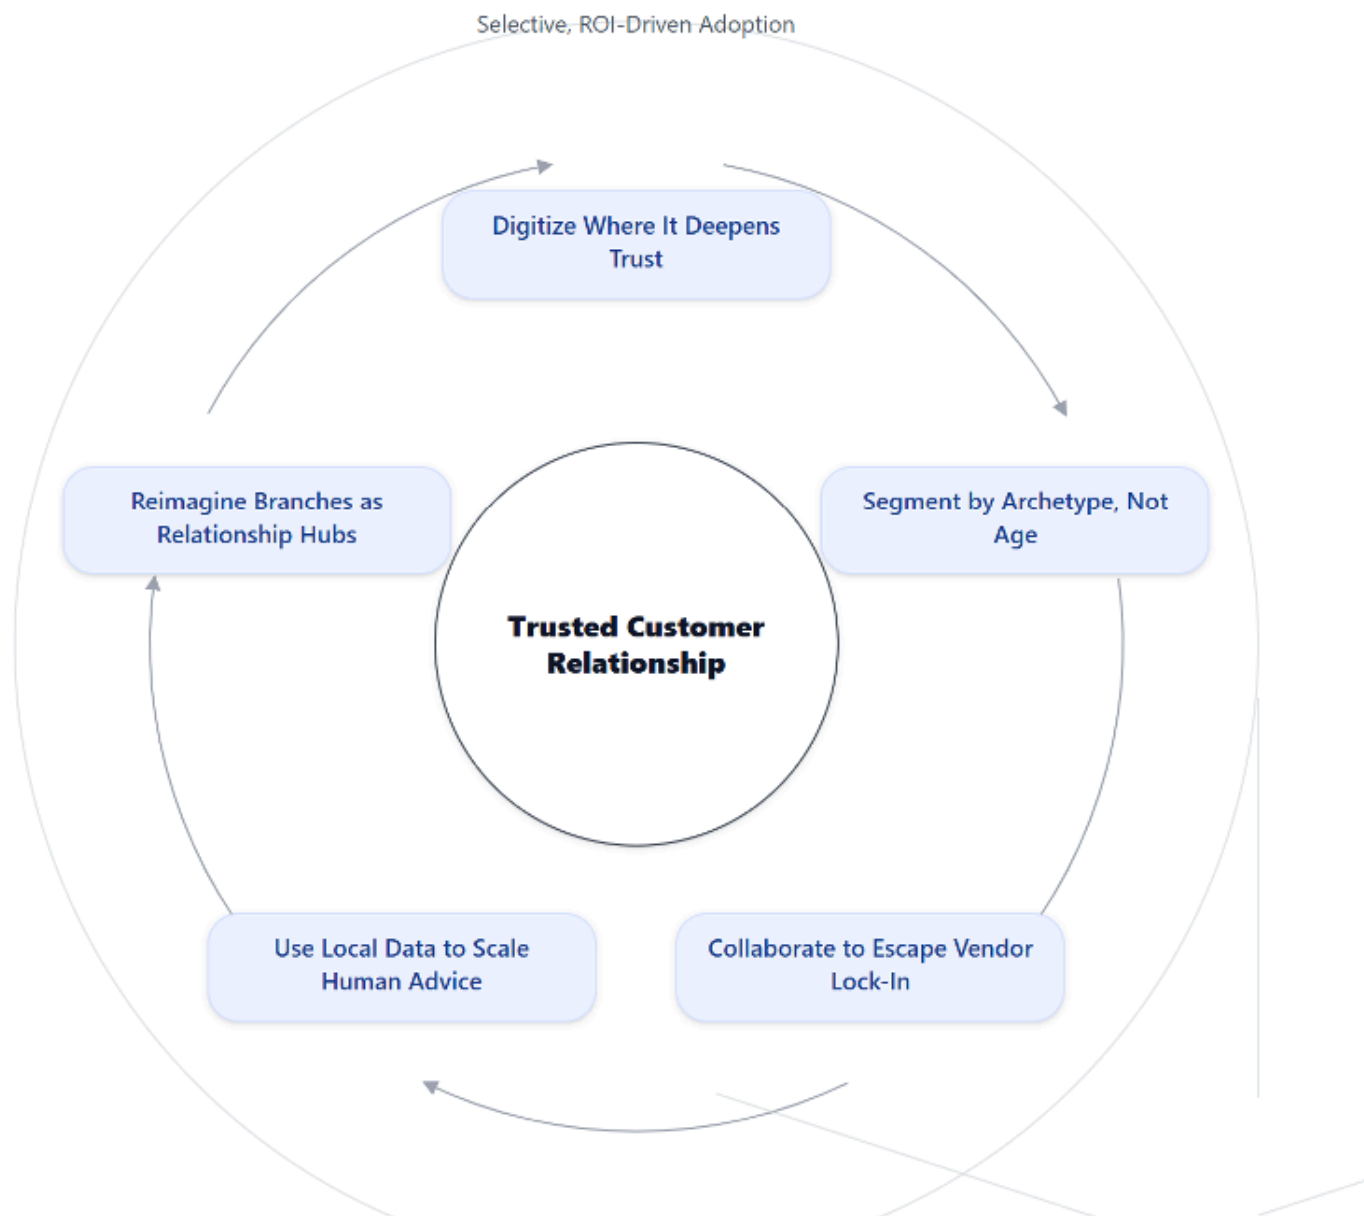 Selective, ROI-Driven Adoption
Digitize Where It Deepens
Trust
Reimagine Branches as
Relationship Hubs
Segment by Archetype, Not
Age
Trusted Customer
Relationship
Use Local Data to Scale
Human Advice
Collaborate to Escape Vendor
Lock-In